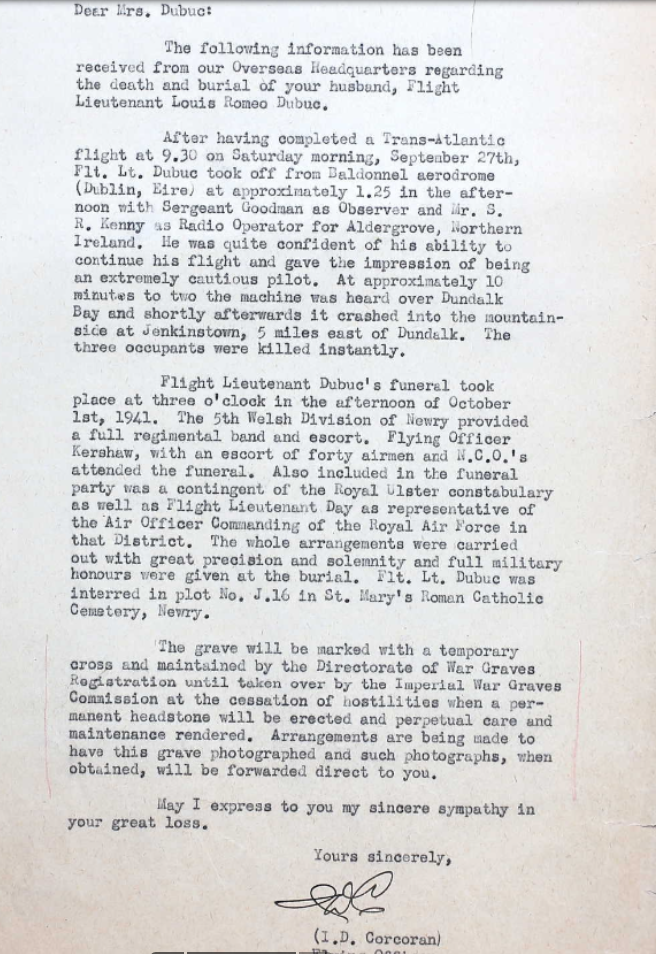 Dear Mrs. Dubuc:
The following information has been
received from our Overseas Headquarters regarding
the death and burial of your husband, Flight
Lieutenant Louis Romeo Dubuc.
After having completed a Trans-Atlantic
flight at 9.30 on Saturday morning, September 27th,
Flt. Lt. Dubuc took off from Baldonnel aerodrome
(Dublin, Eire) at approximately 1.25 in the after-
noon with Sergeant Goodman as Observer and Mr. S.
R. Kenny as Radio Operator for Aldergrove, Northern
Ireland. He was quite confident of his ability to
continue his flight and gave the impression of being
an extremely cautious pilot. At approximately 10
minutes to two the machine was heard over Dundalk
Bay and shortly afterwards it crashed into the mountain-
side at Jenkinstown, 5 miles east of Dundalk. The
three occupants were killed instantly.
Flight Lieutenant Dubuc's funeral took
place at three o'clock in the afternoon of October
1st, 1941. The 5th Welsh Division of Newry provided
a full regimental band and escort. Flying Officer
Kershaw, with an escort of forty airmen and N.C.O.'s
attended the funeral. Also included in the funeral
party was a contingent of the Royal Ulster constabulary
as well as Flight Lieutenant Day as representative of
the Air Officer Commanding of the Royal Air Force in
that District. The whole arrangements were carried
out with great precision and solemnity and full military
honours were given at the burial. Flt. Lt. Dubuc was
interred in plot No. J.16 in St. Mary's Roman Catholic
Cemetery, Newry.
The grave will be marked with a temporary
cross and maintained by the Directorate of War Graves
Registration until taken over by the Imperial War Graves
Commission at the cessation of hostilities when a per-
manent headstone will be erected and perpetual care and
maintenance rendered. Arrangements are being made to
have this grave photographed and such photographs, when
obtained, will be forwarded direct to you.
May I express to you my sincere sympathy in
your great loss.
Yours sincerely,
(I.D. Corcoran)